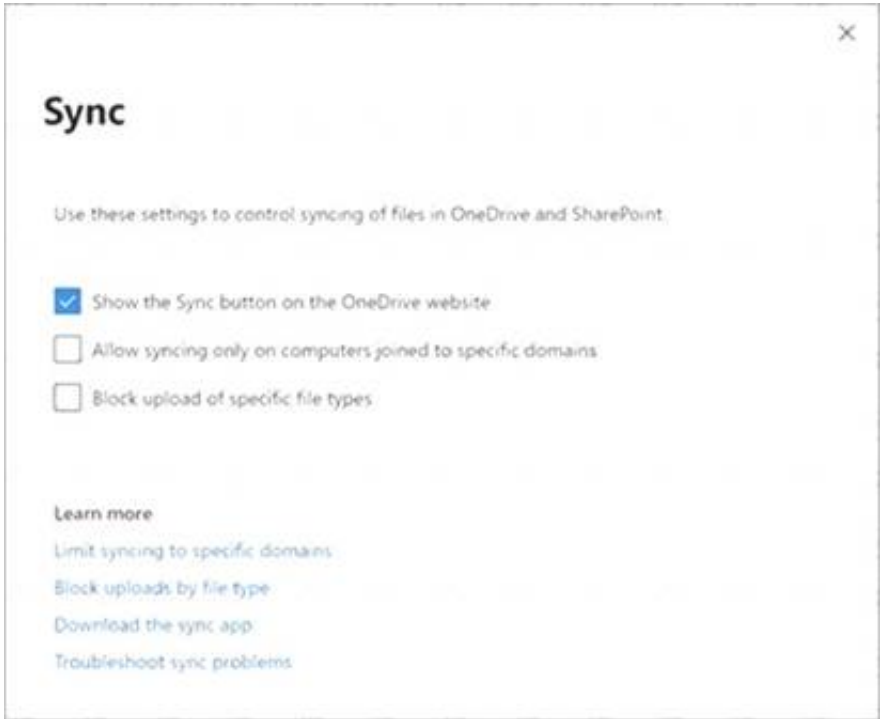 Sync
Use these settings to control syncing of files in OneDrive and SharePoint.
Show the Sync button on the OneDrive website
Allow syncing only on computers joined to specific domains
Block upload of specific file types
Learn more
Limit syncing to specific domains
Block uploads by file type
Download the sync app
Troubleshoot sync problems